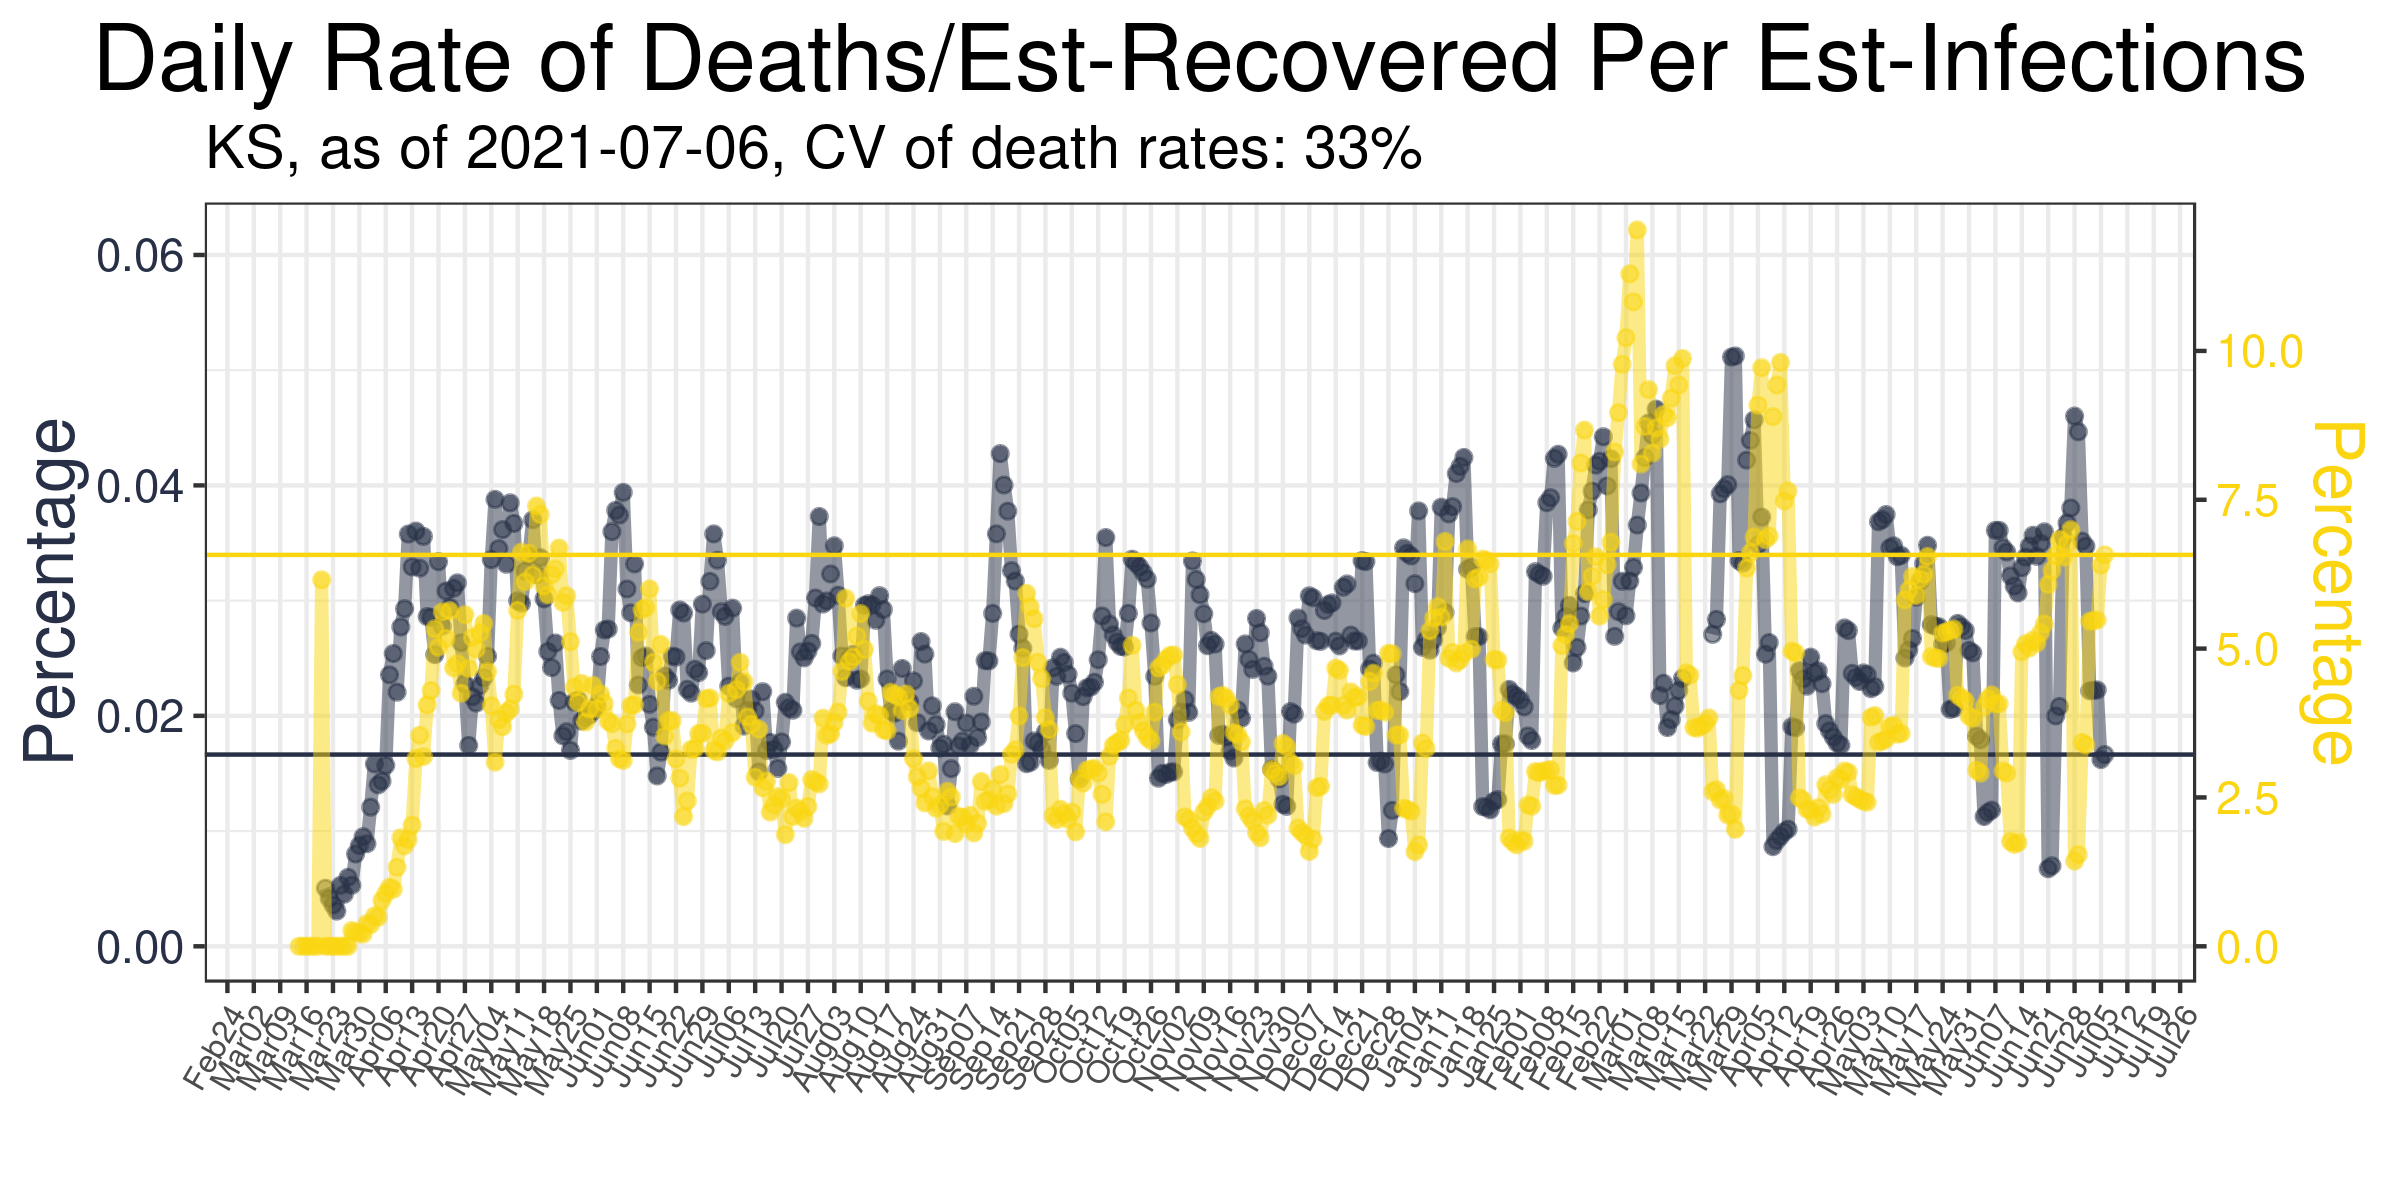 Daily Rate of Deaths/Est-Recovered Per Est-Infections
KS, as of 2021-07-06, CV of death rates: 33%
Percentage
0.06
0.04
0.02
0.00
10.0
7.5
5.0
2.5
0.0
Percentage
Feb24
Mar02
Mar09
Mar16
Mar23
Mar30
Apr06
Apr13
Apr20
Apr27
May04
May11
May18
May25
Jun01
Jun08
Jun15
Jun22
Jun29
Jul06
Jul13
Jul20
Jul27
Aug03
Aug10
Aug17
Aug24
Aug31
Sep07
Sep14
Sep21
Sep28
Oct05
Oct12
Oct19
Oct26
Nov02
Nov09
Nov16
Nov23
Nov30
Dec07
Dec14
Dec21
Dec28
Jan04
Jan11
Jan18
Jan25
Feb01
Feb08
Feb15
Feb22
Mar01
Mar08
Mar15
Mar22
Mar29
Apr05
Apr12
Apr19
Apr26
May03
May10
May17
May24
May31
Jun07
Jun14
Jun21
Jun28
Jul05
Jul12
Jul19
Jul26